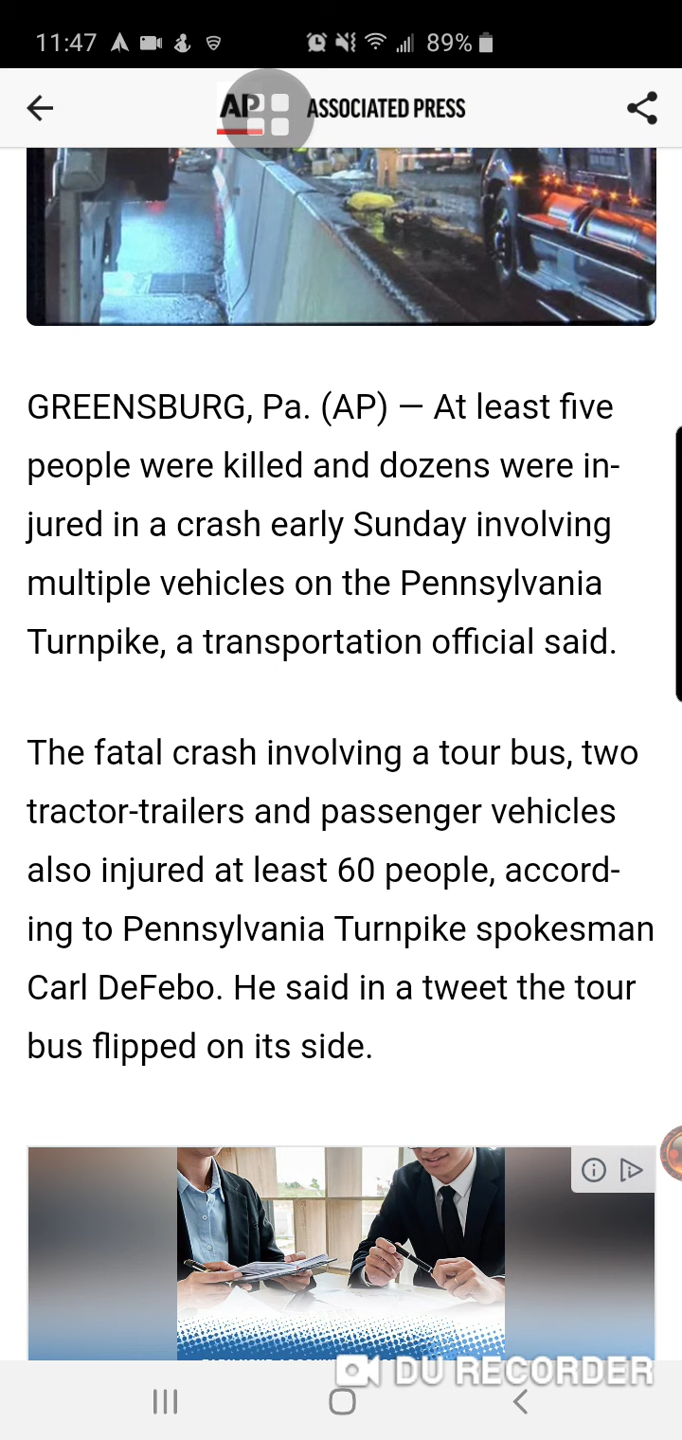 11:47
89%
AP ASSOCIATED PRESS
GREENSBURG, Pa. (AP) — At least five
people were killed and dozens were in-
jured in a crash early Sunday involving
multiple vehicles on the Pennsylvania
Turnpike, a transportation official said.
The fatal crash involving a tour bus, two
tractor-trailers and passenger vehicles
also injured at least 60 people, accord-
ing to Pennsylvania Turnpike spokesman
Carl DeFebo. He said in a tweet the tour
bus flipped on its side.
DU RECORDER